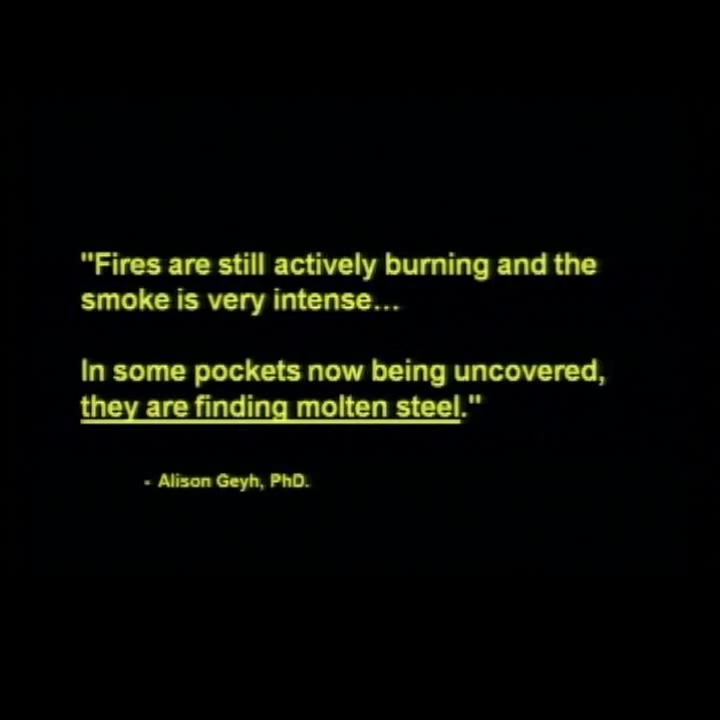 "Fires are still actively burning and the
smoke is very intense...
In some pockets now being uncovered,
they are finding molten steel."
- Alison Geyh, PhD.